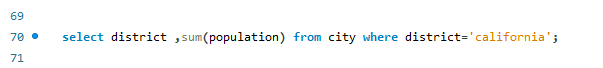 69
70 select district ,sum(population) from city where district='california';
71